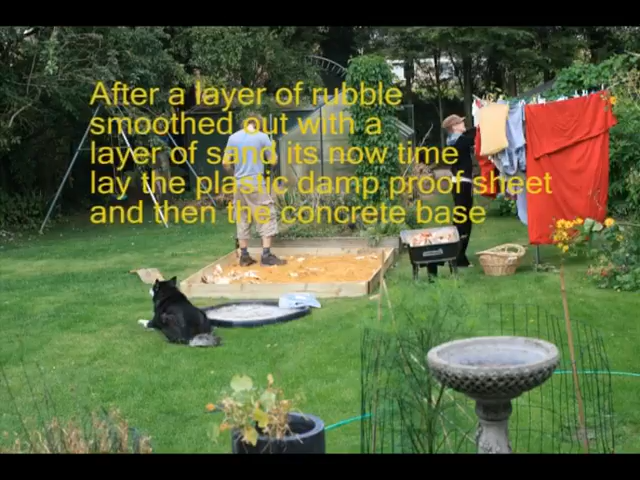 After a layer of rubble
smoothed out with a
layer of sand its now time
lay the plastic damp proof sheet
and then the concrete base